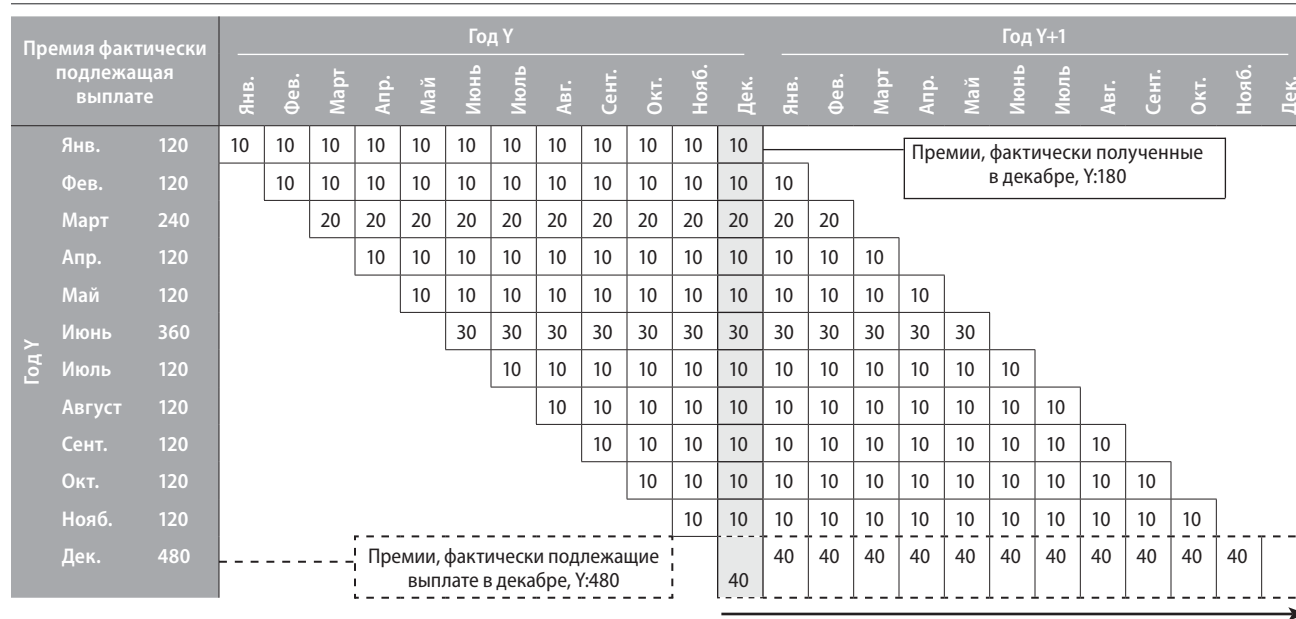 Премия фактически
подлежащая
выплате
Год Y
Год Y+1
Янв. Фев. Март Апр. Май Июнь Июль Авг. Сент. Окт. Нояб. Дек. Янв. Фев. Март Апр. Май Июнь Июль Авг. Сент. Окт. Нояб. Дек.
Год Y
Янв. 120 10 10 10 10 10 10 10 10 10 10 10 10
Премии, фактически полученные
в декабре, Y:180
Фев. 120 10 10 10 10 10 10 10 10 10 10 10 10
Март 240 20 20 20 20 20 20 20 20 20 20 20 20
Апр. 120 10 10 10 10 10 10 10 10 10 10 10 10
Май 120 10 10 10 10 10 10 10 10 10 10 10 10
Июнь 360 30 30 30 30 30 30 30 30 30 30 30 30
Июль 120 10 10 10 10 10 10 10 10 10 10 10 10
Август 120 10 10 10 10 10 10 10 10 10 10 10 10
Сент. 120 10 10 10 10 10 10 10 10 10 10 10 10
Окт. 120 10 10 10 10 10 10 10 10 10 10 10 10
Нояб. 120 10 10 10 10 10 10 10 10 10 10 10 10
Дек. 480 40 40 40 40 40 40 40 40 40 40 40 40
Премии, фактически подлежащие
выплате в декабре, Y:480